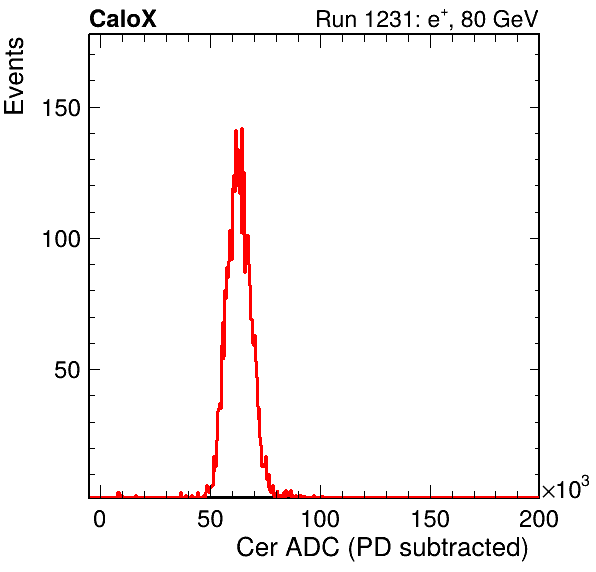 CaloX Run 1231: e⁺, 80 GeV
Events
150
100
50
0 50 100 150 200 ×10³
Cer ADC (PD subtracted)